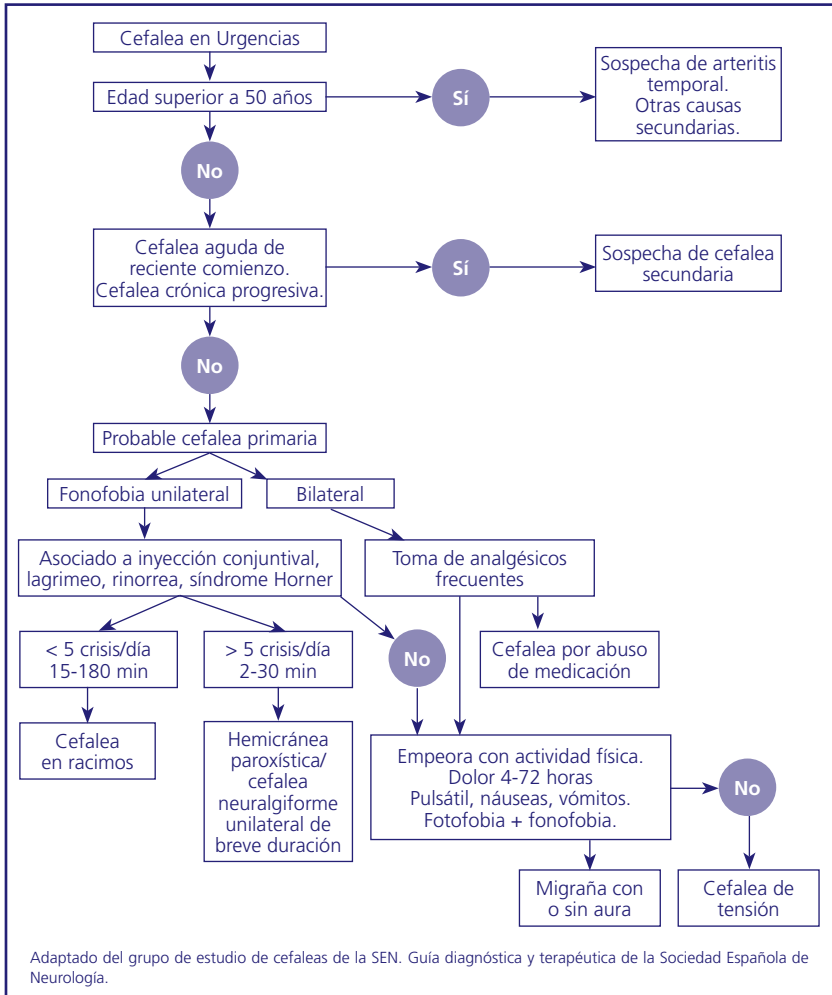 Cefalea en Urgencias
Edad superior a 50 años
Sí
Sospecha de arteritis
temporal.
Otras causas
secundarias.
No
Cefalea aguda de
reciente comienzo.
Cefalea crónica progresiva.
Sí
Sospecha de cefalea
secundaria
No
Probable cefalea primaria
Fonofobia unilateral
Bilateral
Asociado a inyección conjuntival,
lagrimeo, rinorrea, síndrome Horner
Toma de analgésicos
frecuentes
< 5 crisis/día
15-180 min
> 5 crisis/día
2-30 min
No
Cefalea por abuso
de medicación
Cefalea
en racimos
Hemicránea
paroxística/
cefalea
neuralgiforme
unilateral de
breve duración
Empeora con actividad física.
Dolor 4-72 horas
Pulsátil, náuseas, vómitos.
Fotofobia + fonofobia.
No
Migraña con
o sin aura
Cefalea de
tensión
Adaptado del grupo de estudio de cefaleas de la SEN. Guía diagnóstica y terapéutica de la Sociedad Española de
Neurología.